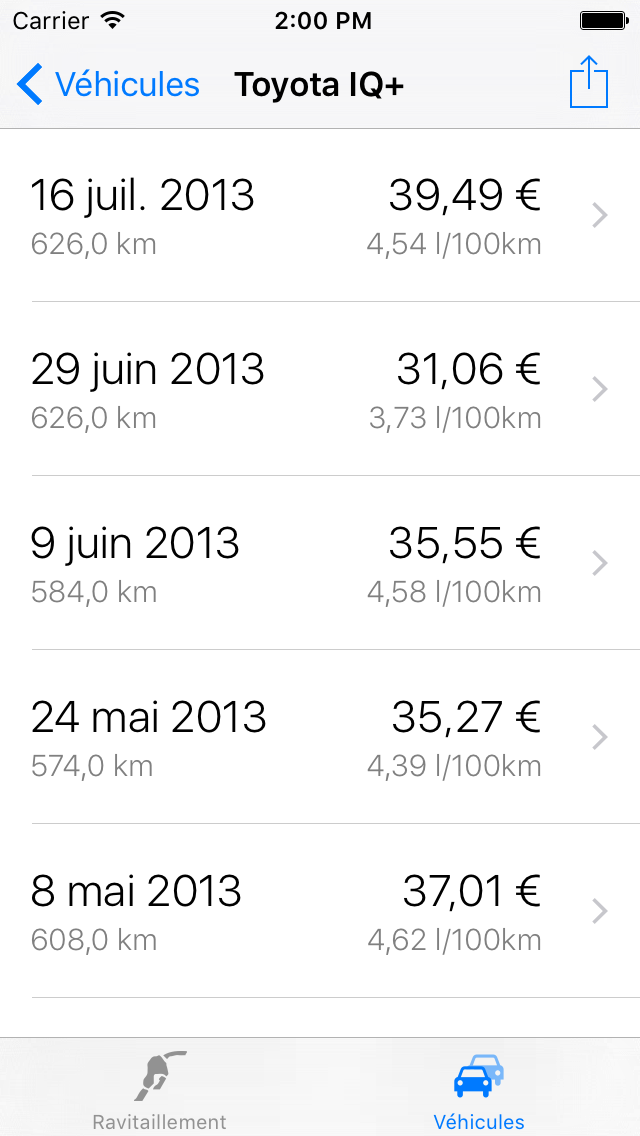 Carrier 2:00 PM
Véhicules Toyota IQ+
16 juil. 2013 39,49 €
626,0 km 4,54 l/100km
29 juin 2013 31,06 €
626,0 km 3,73 l/100km
9 juin 2013 35,55 €
584,0 km 4,58 l/100km
24 mai 2013 35,27 €
574,0 km 4,39 l/100km
8 mai 2013 37,01 €
608,0 km 4,62 l/100km
Ravitaillement Véhicules